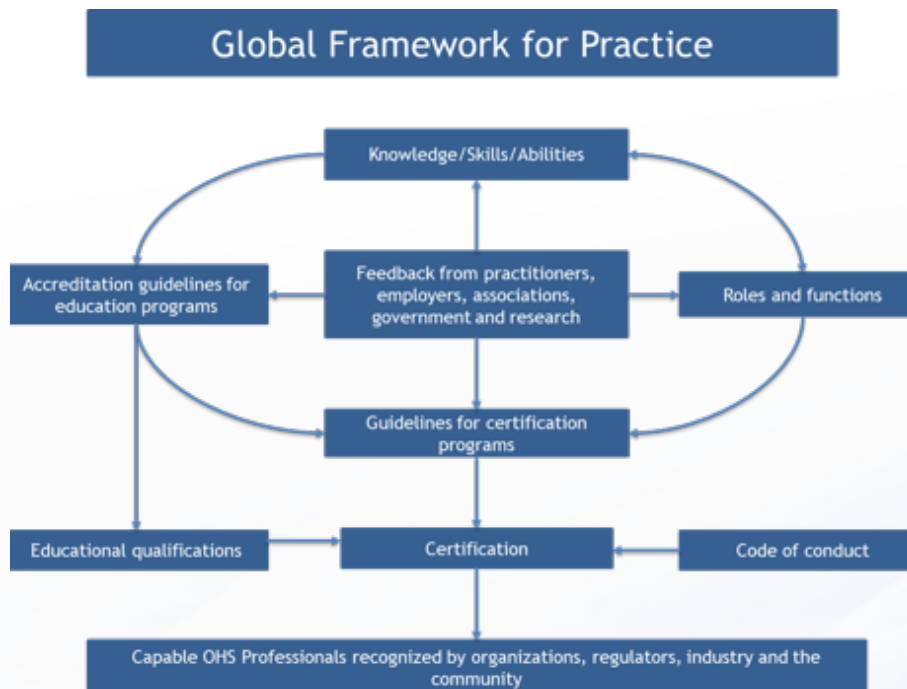 Global Framework for Practice
Knowledge/Skills/Abilities
Accreditation guidelines for
education programs
Feedback from practitioners,
employers, associations,
government and research
Roles and functions
Guidelines for certification
programs
Educational qualifications
Certification
Code of conduct
Capable OHS Professionals recognized by organizations, regulators, industry and the
community